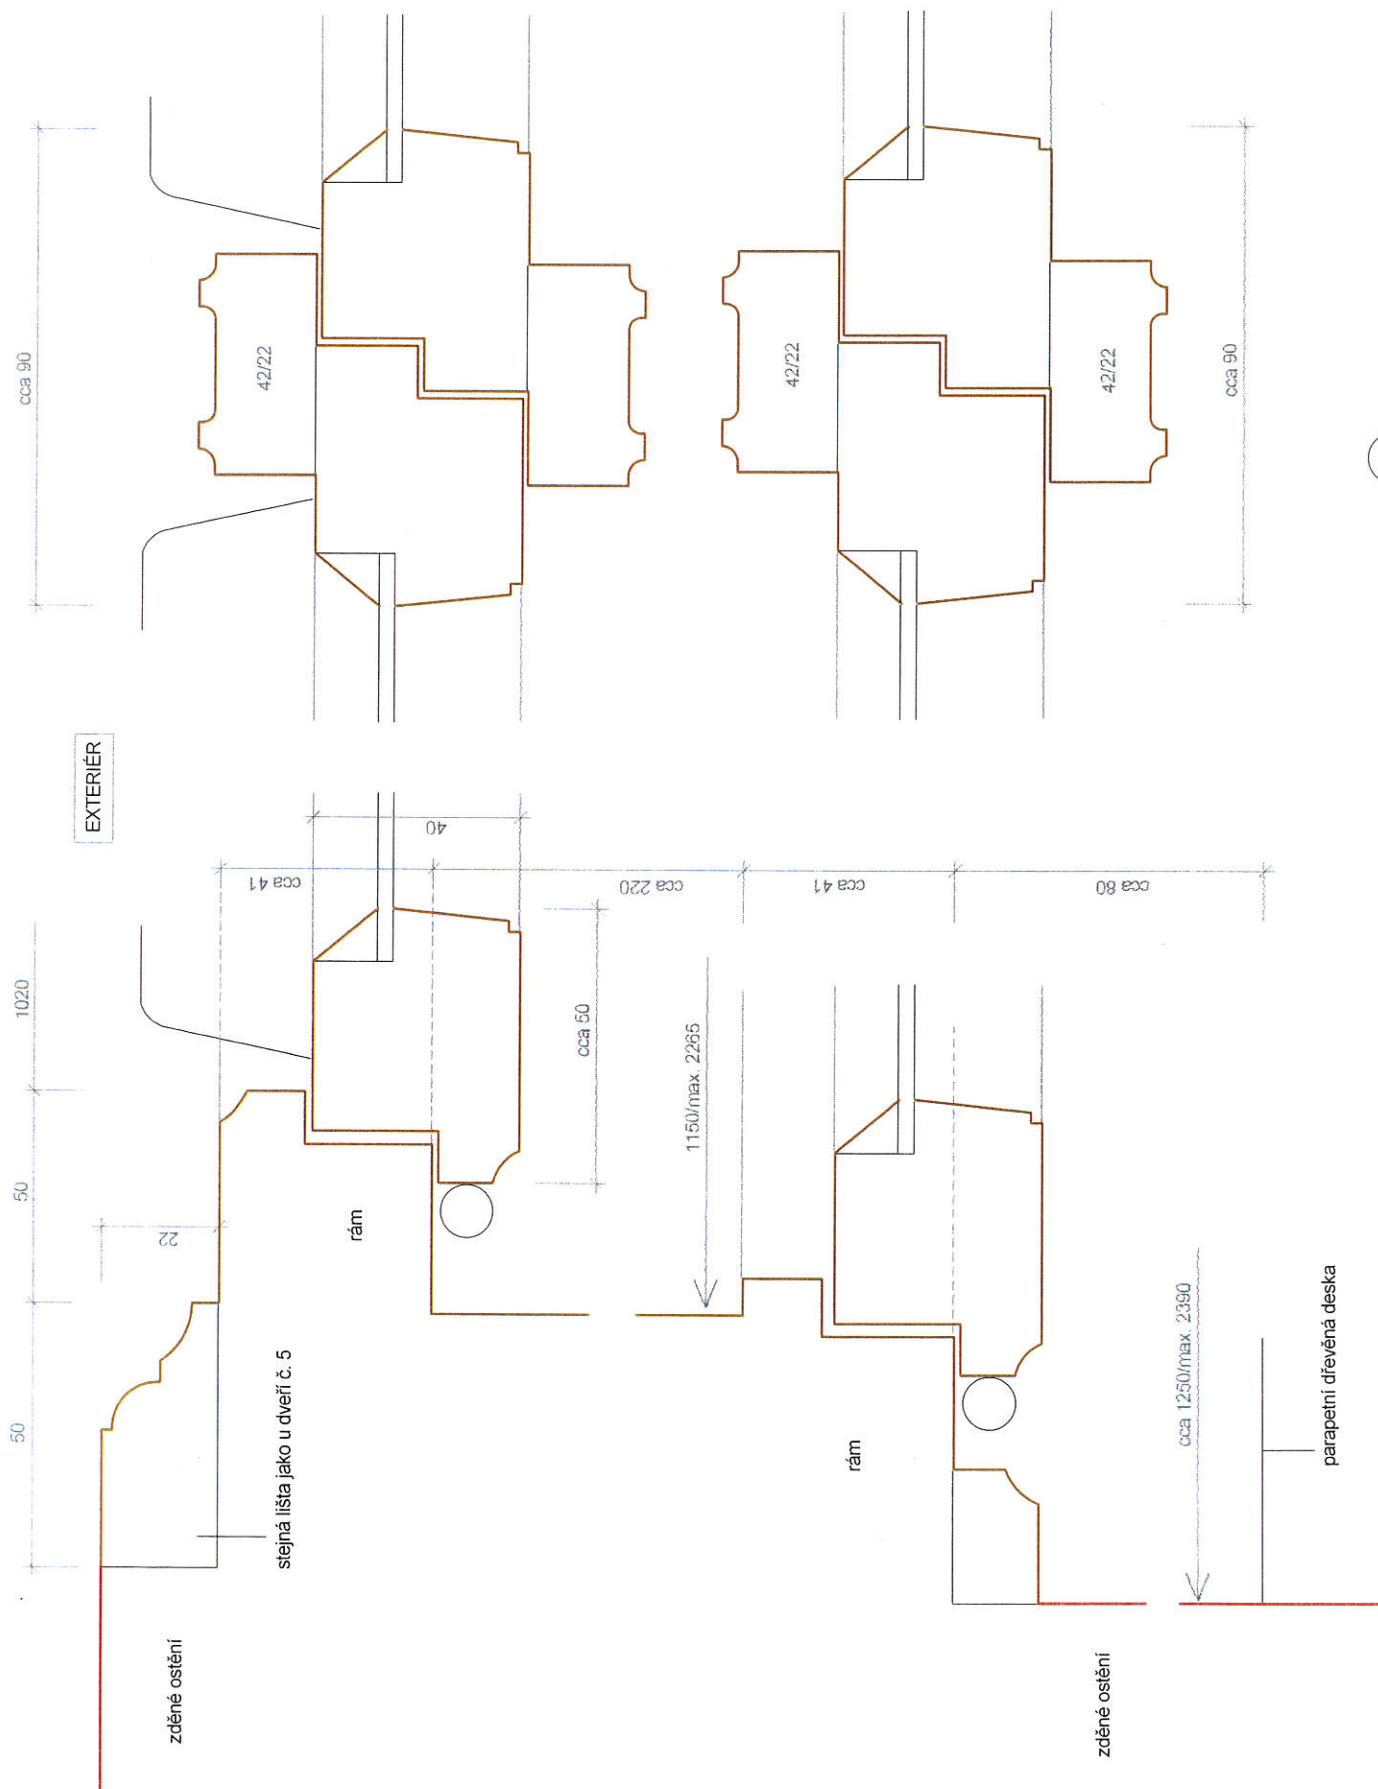 50
50
1020
cca 90
EXTERIÉR
zděné ostění
22
42/22
cca 41
stejná lišta jako u dveří č. 5
rám
40
cca 50
cca 220
1150/max. 2265
42/22
rám
cca 41
zděné ostění
42/22
cca 80
cca 1250/max. 2390
cca 90
parapetní dřevěná deska